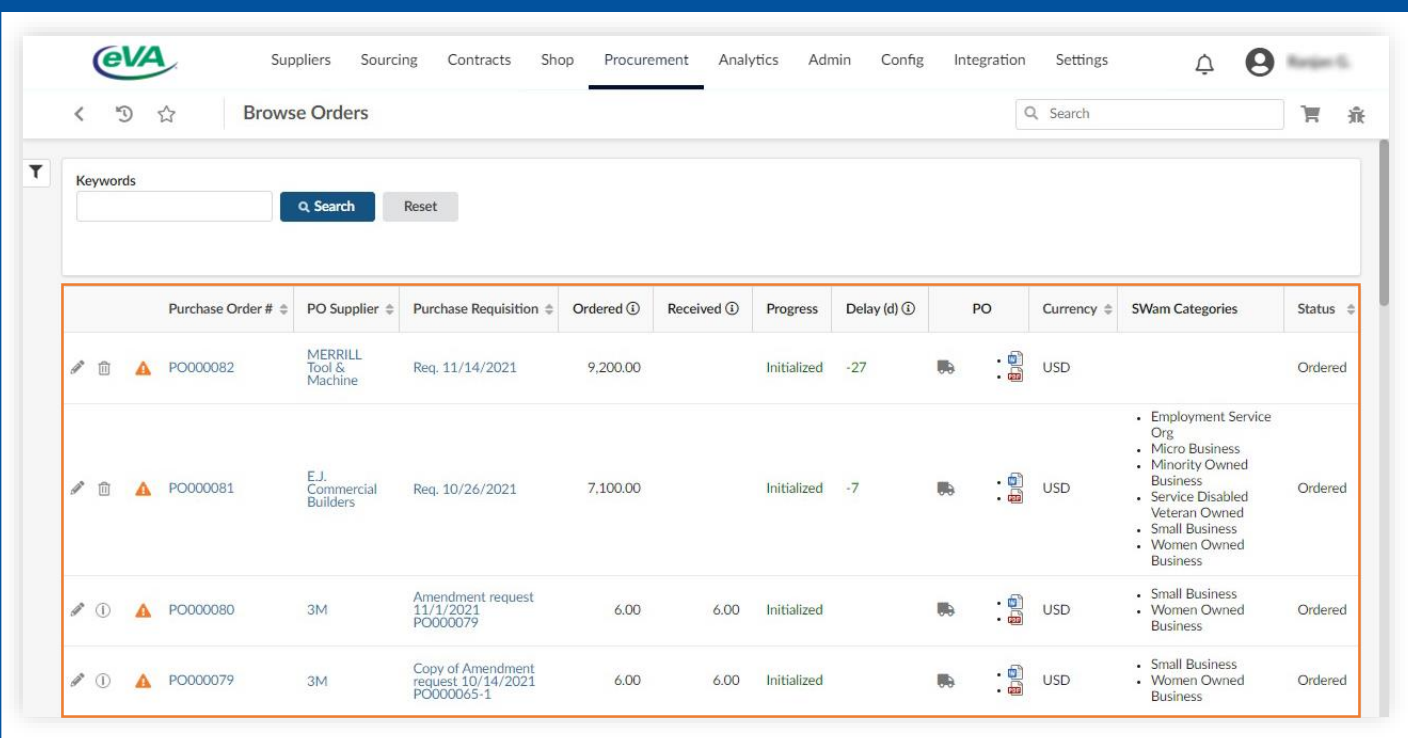 eVA
Suppliers Sourcing Contracts Shop Procurement Analytics Admin Config Integration Settings
Browse Orders
Search
Keywords
Search Reset
Purchase Order # PO Supplier Purchase Requisition Ordered Received Progress Delay (d) PO Currency SWam Categories Status
PO000082 MERRILL Tool & Machine Req. 11/14/2021 9,200.00 Initialized -27 USD Ordered
PO000081 E.J. Commercial Builders Req. 10/26/2021 7,100.00 Initialized -7 USD • Employment Service Org • Micro Business • Minority Owned Business • Service Disabled Veteran Owned • Small Business • Women Owned Business Ordered
PO000080 3M Amendment request 11/1/2021 PO000079 6.00 6.00 Initialized USD • Small Business • Women Owned Business Ordered
PO000079 3M Copy of Amendment request 10/14/2021 PO000065-1 6.00 6.00 Initialized USD • Small Business • Women Owned Business Ordered